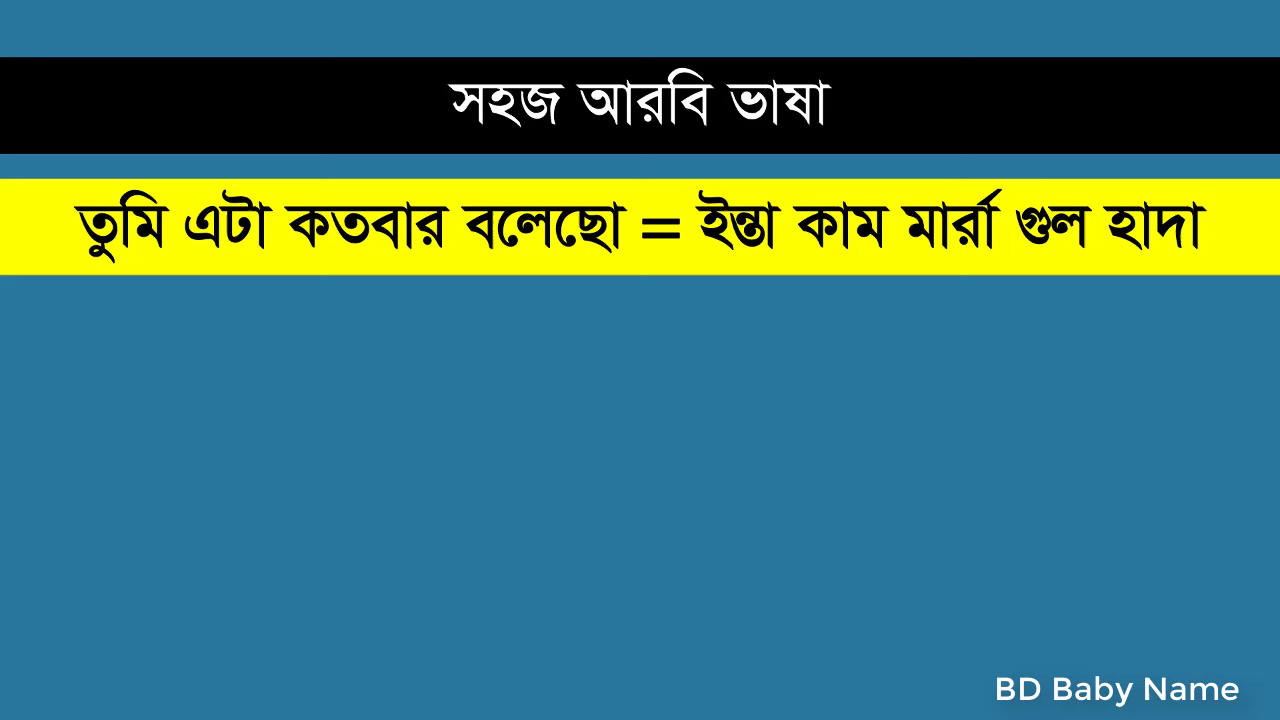 সহজ আরবি ভাষা
তুমি এটা কতবার বলেছো = ইন্তা কাম মার্রা গুল হাদা
BD Baby Name